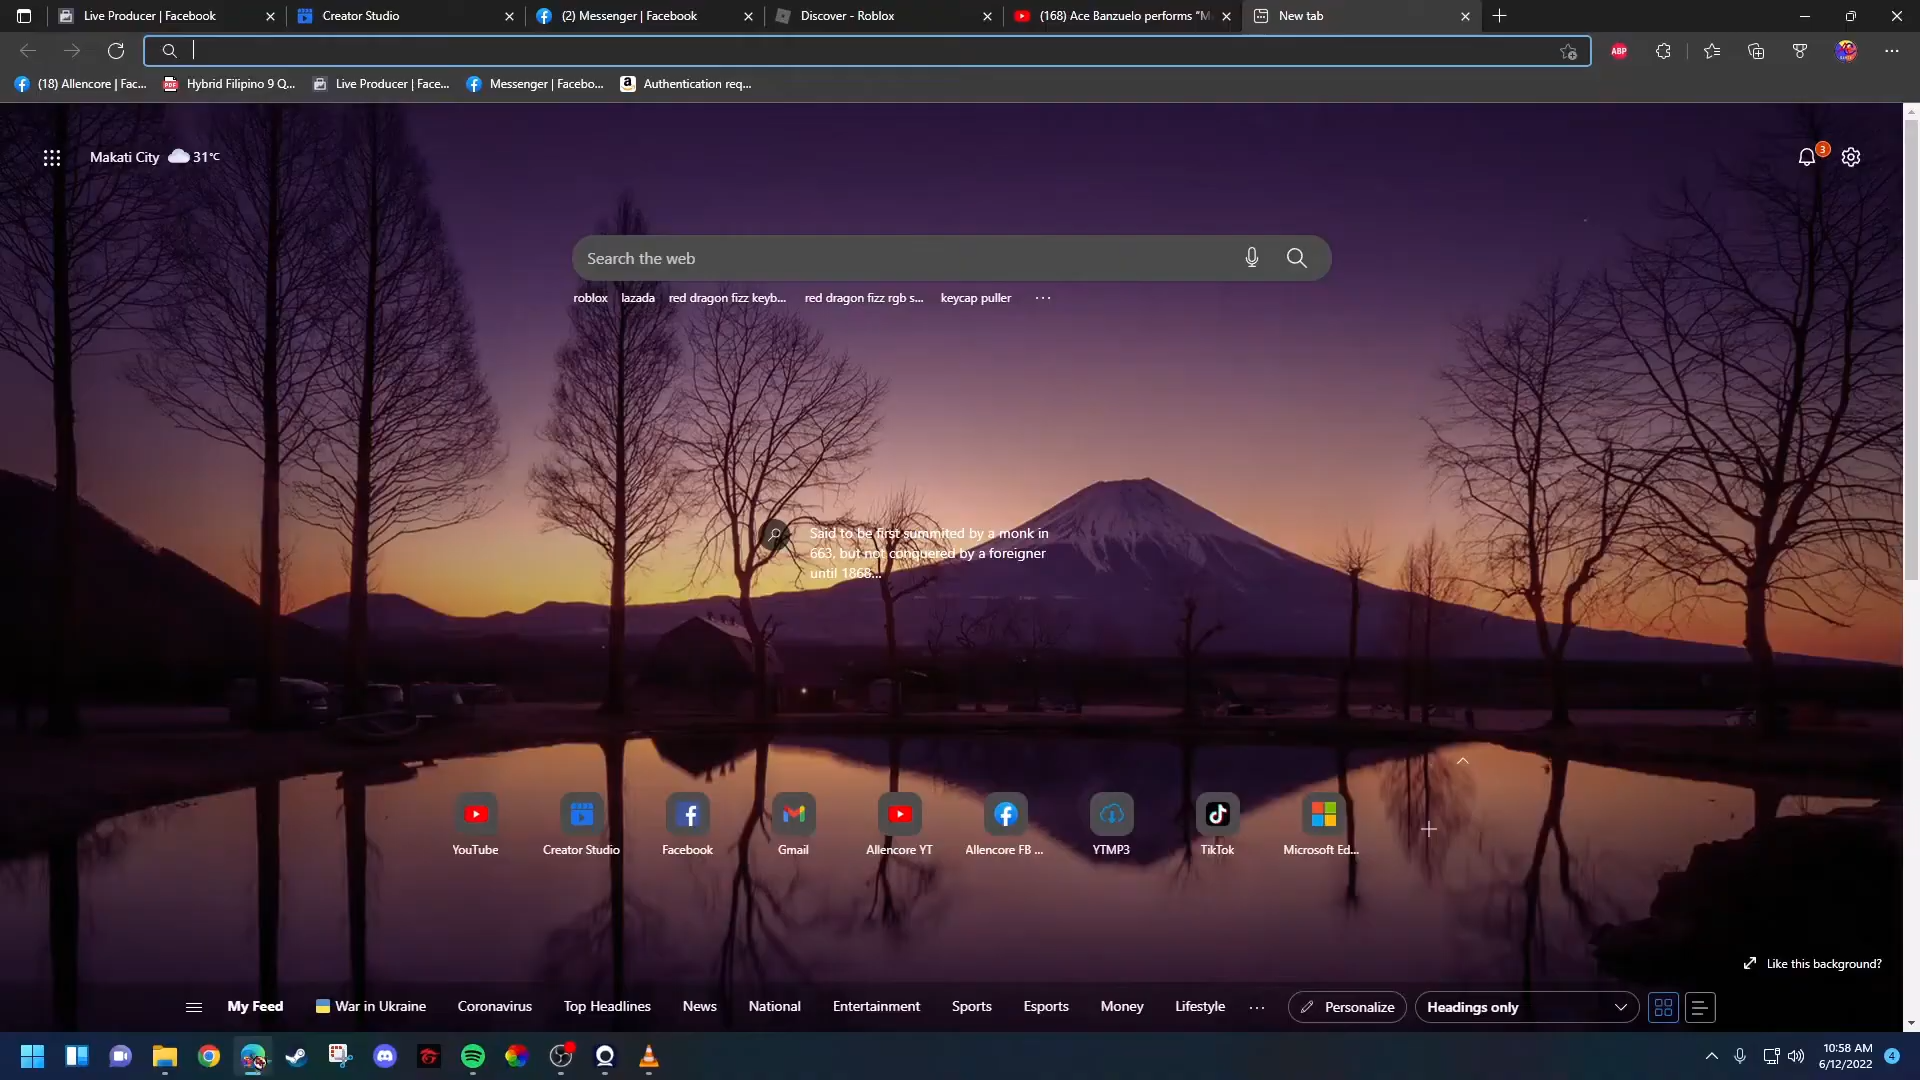 Live Producer | Facebook
Creator Studio
(2) Messenger | Facebook
Discover - Roblox
(168) Ace Banzuelo performs “M
New tab
ABP
(18) Allencore | Fac...
Hybrid Filipino 9 Q...
Live Producer | Face...
Messenger | Facebo...
Authentication req...
Makati City 31°C
3
Search the web
roblox lazada red dragon fizz keyb... red dragon fizz rgb s... keycap puller ...
Said to be first summited by a monk in
663, but not conquered by a foreigner
until 1868...
YouTube
Creator Studio
Facebook
Gmail
Allencore YT
Allencore FB ...
YTMP3
TikTok
Microsoft Ed...
Like this background?
My Feed War in Ukraine Coronavirus Top Headlines News National Entertainment Sports Esports Money Lifestyle ... Personalize Headings only
10:58 AM
6/12/2022
4